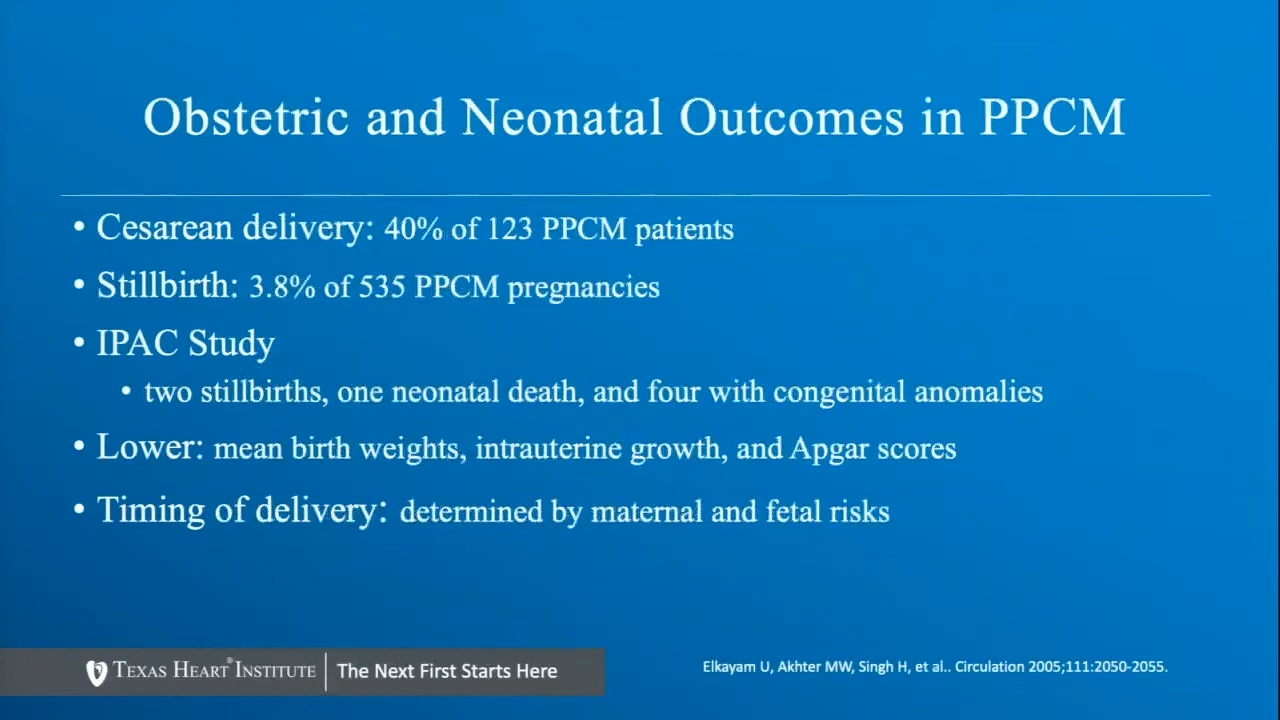 Obstetric and Neonatal Outcomes in PPCM
• Cesarean delivery: 40% of 123 PPCM patients
• Stillbirth: 3.8% of 535 PPCM pregnancies
• IPAC Study
• two stillbirths, one neonatal death, and four with congenital anomalies
• Lower: mean birth weights, intrauterine growth, and Apgar scores
• Timing of delivery: determined by maternal and fetal risks
TEXAS HEART® INSTITUTE | The Next First Starts Here
Elkayam U, Akhter MW, Singh H, et al.. Circulation 2005;111:2050-2055.